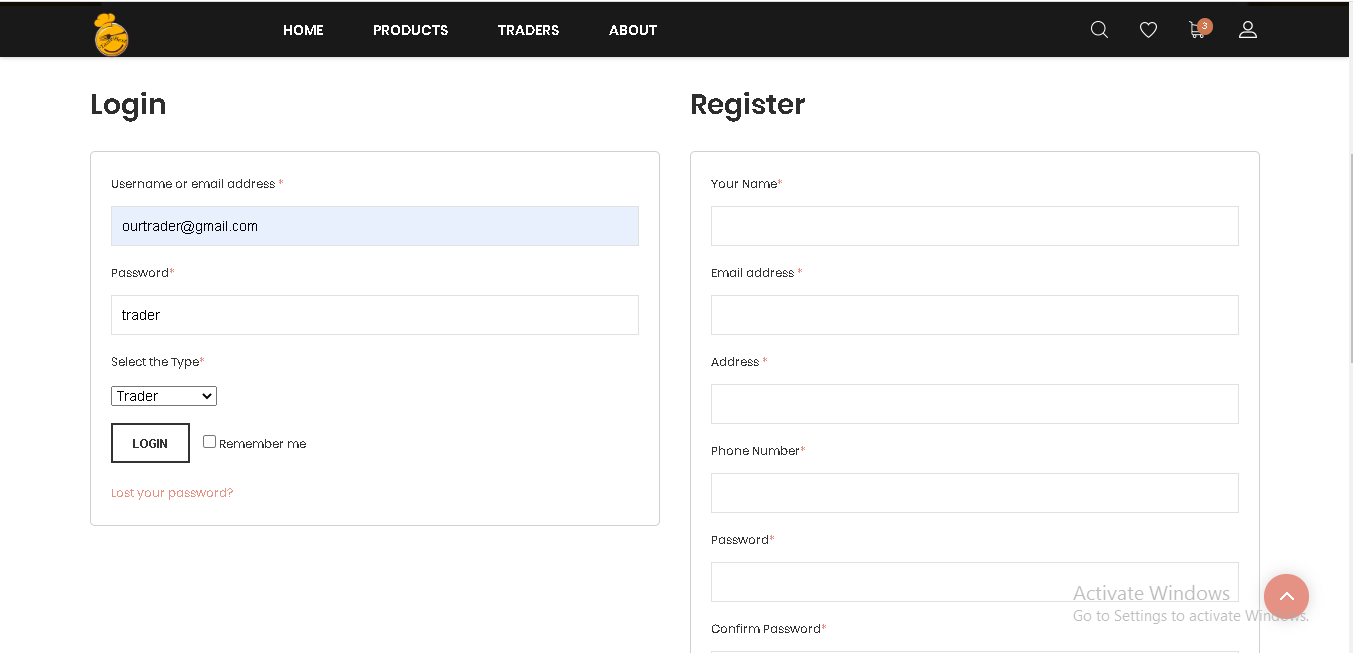 HOME PRODUCTS TRADERS ABOUT 3
Login
Username or email address *
ourtrader@gmail.com
Password*
trader
Select the Type*
Trader
LOGIN Remember me
Lost your password?
Register
Your Name*
Email address *
Address *
Phone Number*
Password*
Confirm Password*
Activate Windows
Go to Settings to activate Windows.